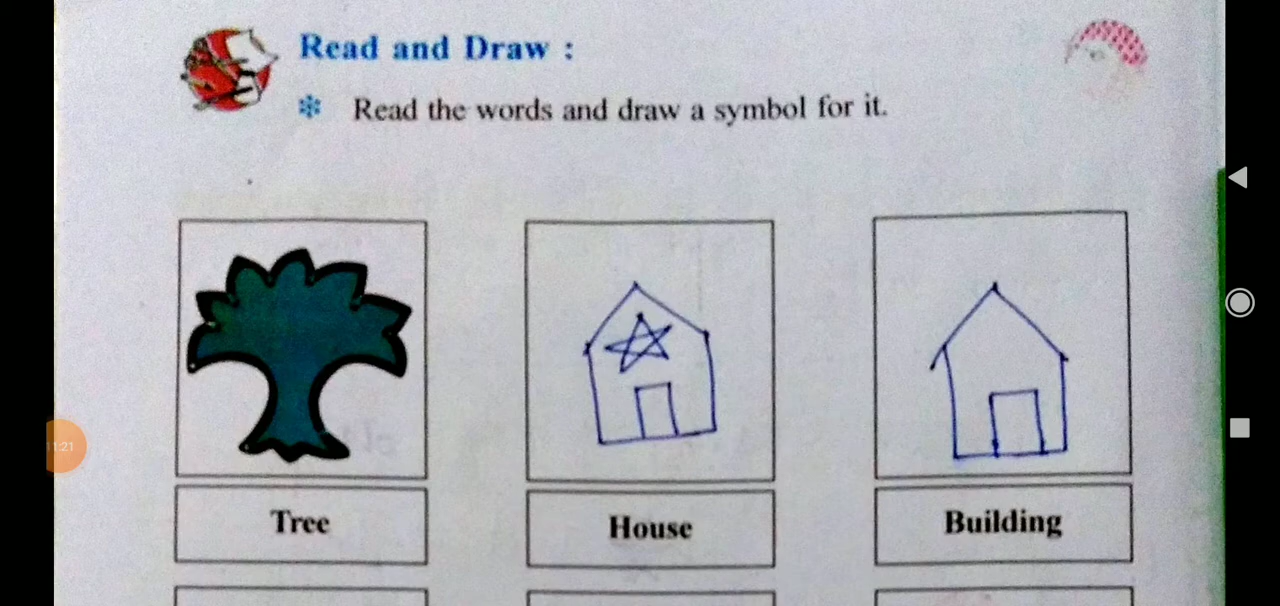 Read and Draw :
Read the words and draw a symbol for it.
Tree House Building